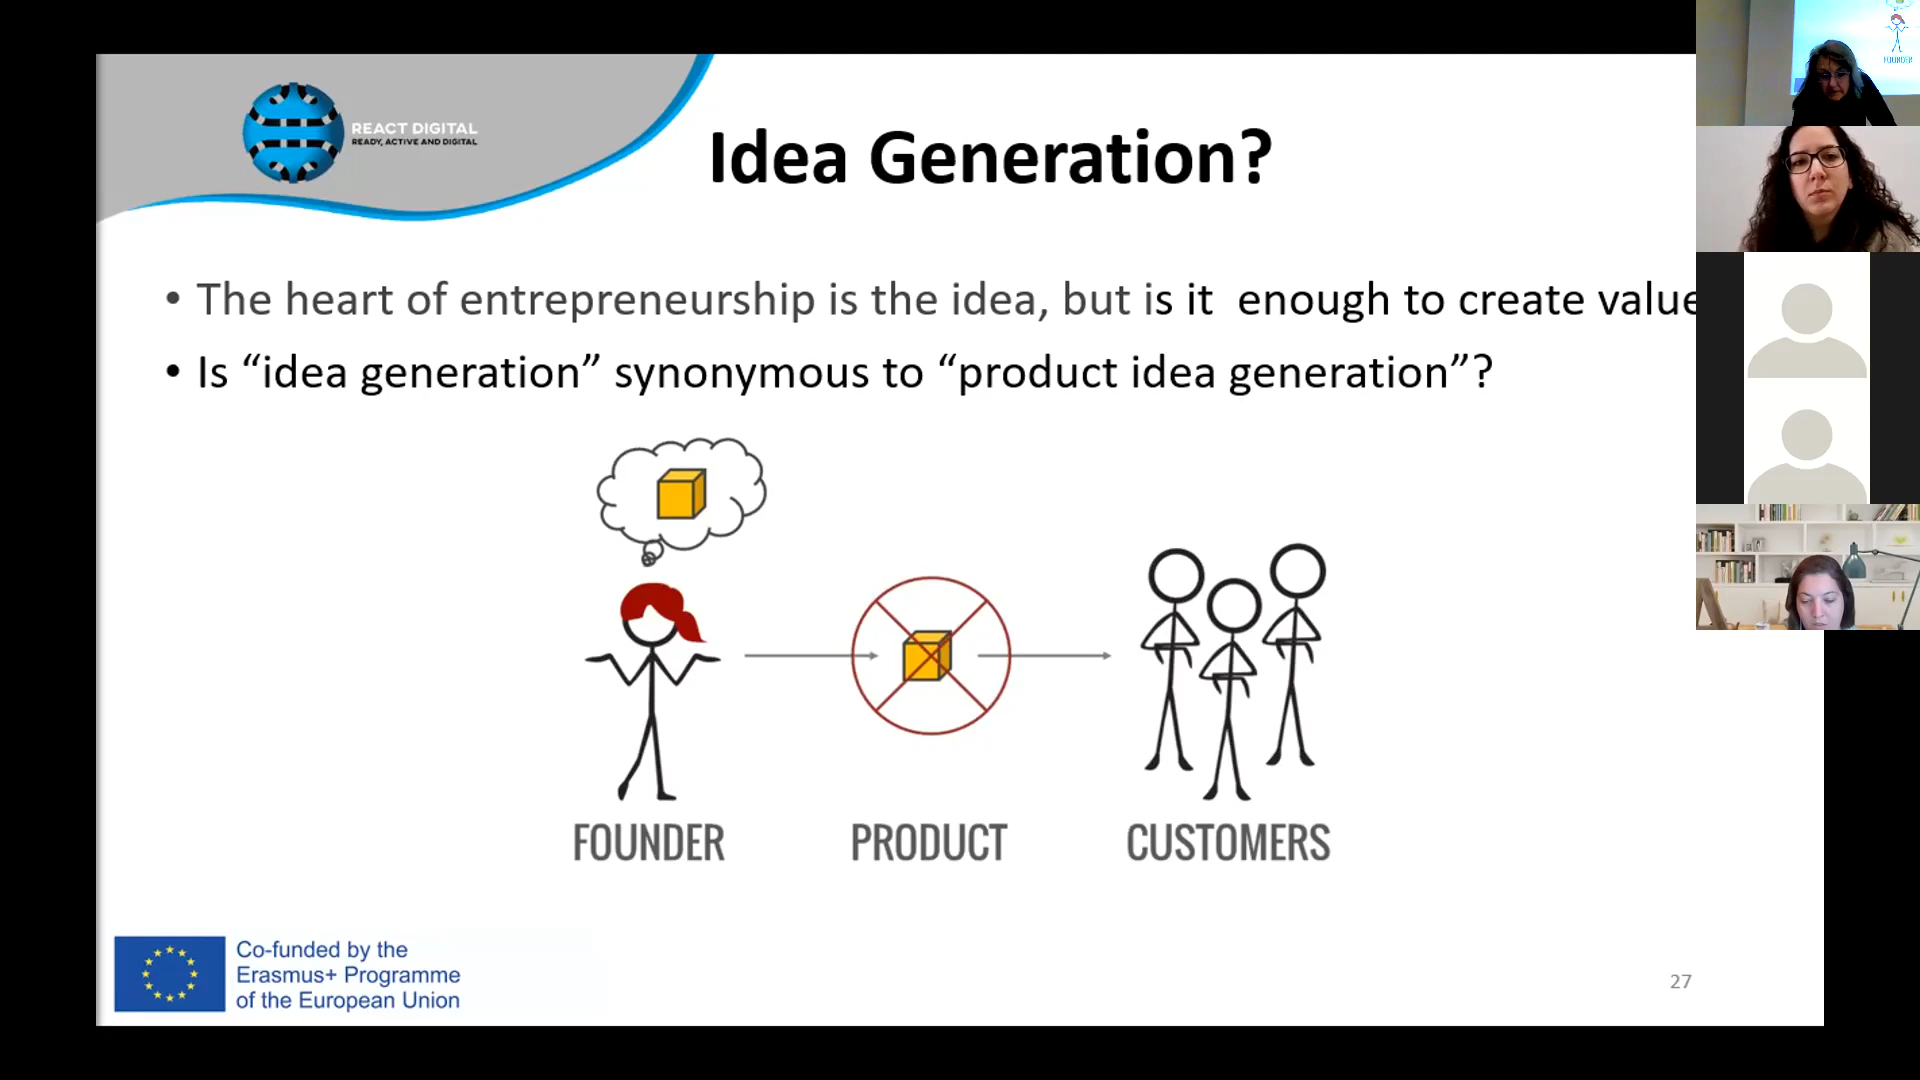 REACT DIGITAL
READY, ACTIVE AND DIGITAL
Idea Generation?
• The heart of entrepreneurship is the idea, but is it  enough to create value
• Is “idea generation” synonymous to “product idea generation”?
FOUNDER
PRODUCT
CUSTOMERS
Co-funded by the
Erasmus+ Programme
of the European Union
27
FOUNDER